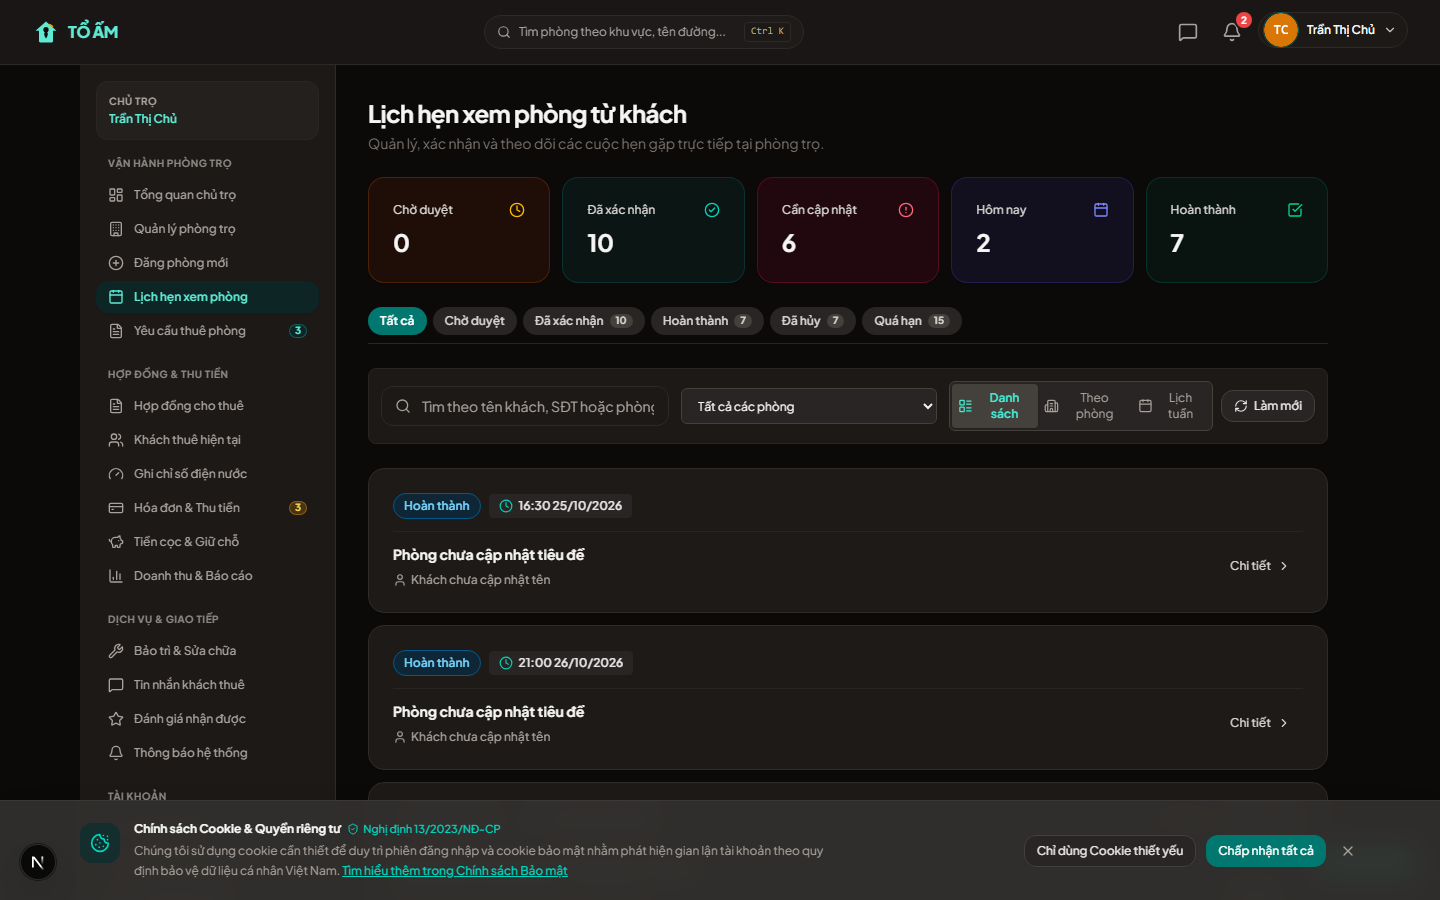 TỔ ẤM
Tìm phòng theo khu vực, tên đường...
Ctrl K
2
TC
Trần Thị Chủ
CHỦ TRỌ
Trần Thị Chủ
VẬN HÀNH PHÒNG TRỌ
Tổng quan chủ trọ
Quản lý phòng trọ
Đăng phòng mới
Lịch hẹn xem phòng
Yêu cầu thuê phòng
3
HỢP ĐỒNG & THU TIỀN
Hợp đồng cho thuê
Khách thuê hiện tại
Ghi chỉ số điện nước
Hóa đơn & Thu tiền
3
Tiền cọc & Giữ chỗ
Doanh thu & Báo cáo
DỊCH VỤ & GIAO TIẾP
Bảo trì & Sửa chữa
Tin nhắn khách thuê
Đánh giá nhận được
Thông báo hệ thống
TÀI KHOẢN
Lịch hẹn xem phòng từ khách
Quản lý, xác nhận và theo dõi các cuộc hẹn gặp trực tiếp tại phòng trọ.
Chờ duyệt
0
Đã xác nhận
10
Cần cập nhật
6
Hôm nay
2
Hoàn thành
7
Tất cả
Chờ duyệt
Đã xác nhận 10
Hoàn thành 7
Đã hủy 7
Quá hạn 15
Tìm theo tên khách, SĐT hoặc phòng
Tất cả các phòng
Danh sách
Theo phòng
Lịch tuần
Làm mới
Hoàn thành
16:30 25/10/2026
Phòng chưa cập nhật tiêu đề
Khách chưa cập nhật tên
Chi tiết
Hoàn thành
21:00 26/10/2026
Phòng chưa cập nhật tiêu đề
Khách chưa cập nhật tên
Chi tiết
Chính sách Cookie & Quyền riêng tư
Nghị định 13/2023/NĐ-CP
Chúng tôi sử dụng cookie cần thiết để duy trì phiên đăng nhập và cookie bảo mật nhằm phát hiện gian lận tài khoản theo quy
định bảo vệ dữ liệu cá nhân Việt Nam. Tìm hiểu thêm trong Chính sách Bảo mật
Chỉ dùng Cookie thiết yếu
Chấp nhận tất cả
N